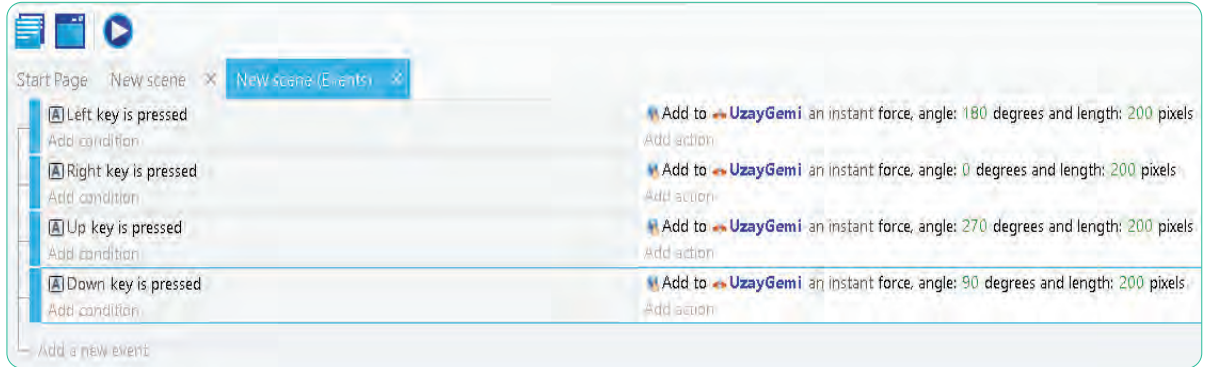 Start Page New scene × New scene (Events) ×
A Left key is pressed Add to UzayGemi an instant force, angle: 180 degrees and length: 200 pixels
Add condition Add action
A Right key is pressed Add to UzayGemi an instant force, angle: 0 degrees and length: 200 pixels
Add condition Add action
A Up key is pressed Add to UzayGemi an instant force, angle: 270 degrees and length: 200 pixels
Add condition Add action
A Down key is pressed Add to UzayGemi an instant force, angle: 90 degrees and length: 200 pixels
Add condition Add action
Add a new event